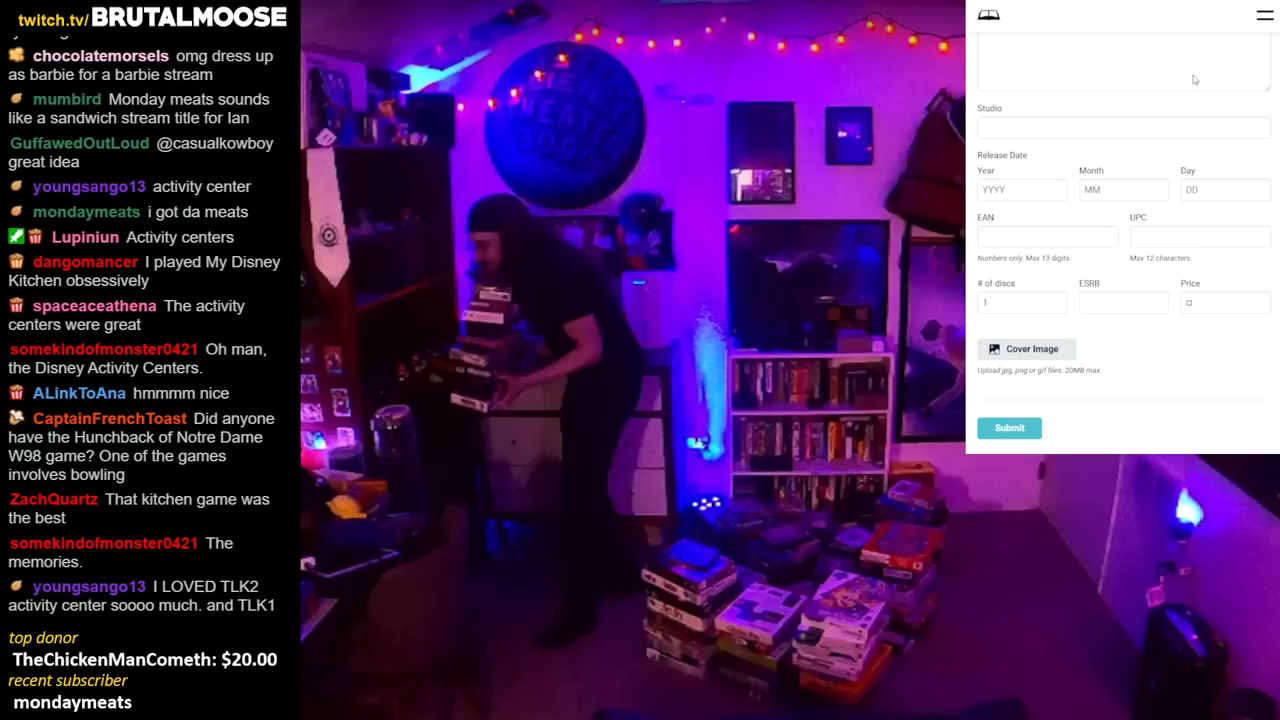 twitch.tv/BRUTALMOOSE
chocolatemorsels omg dress up
as barbie for a barbie stream
mumbird Monday meats sounds
like a sandwich stream title for Ian
GuffawedOutLoud @casualkowboy
great idea
youngsango13 activity center
mondaymeats i got da meats
Lupiniun Activity centers
dangomancer I played My Disney
Kitchen obsessively
spaceaceathena The activity
centers were great
somekindofmonster0421 Oh man,
the Disney Activity Centers.
ALinkToAna hmmmm nice
CaptainFrenchToast Did anyone
have the Hunchback of Notre Dame
W98 game? One of the games
involves bowling
ZachQuartz That kitchen game was
the best
somekindofmonster0421 The
memories.
youngsango13 I LOVED TLK2
activity center soooo much. and TLK1
top donor
TheChickenManCometh: $20.00
recent subscriber
mondaymeats
Studio
Release Date
Year Month Day
YYYY MM DD
EAN UPC
Numbers only. Max 13 digits Max 12 characters.
# of discs ESRB Price
1
Cover Image
Upload jpg, png or gif files. 20MB max
Submit